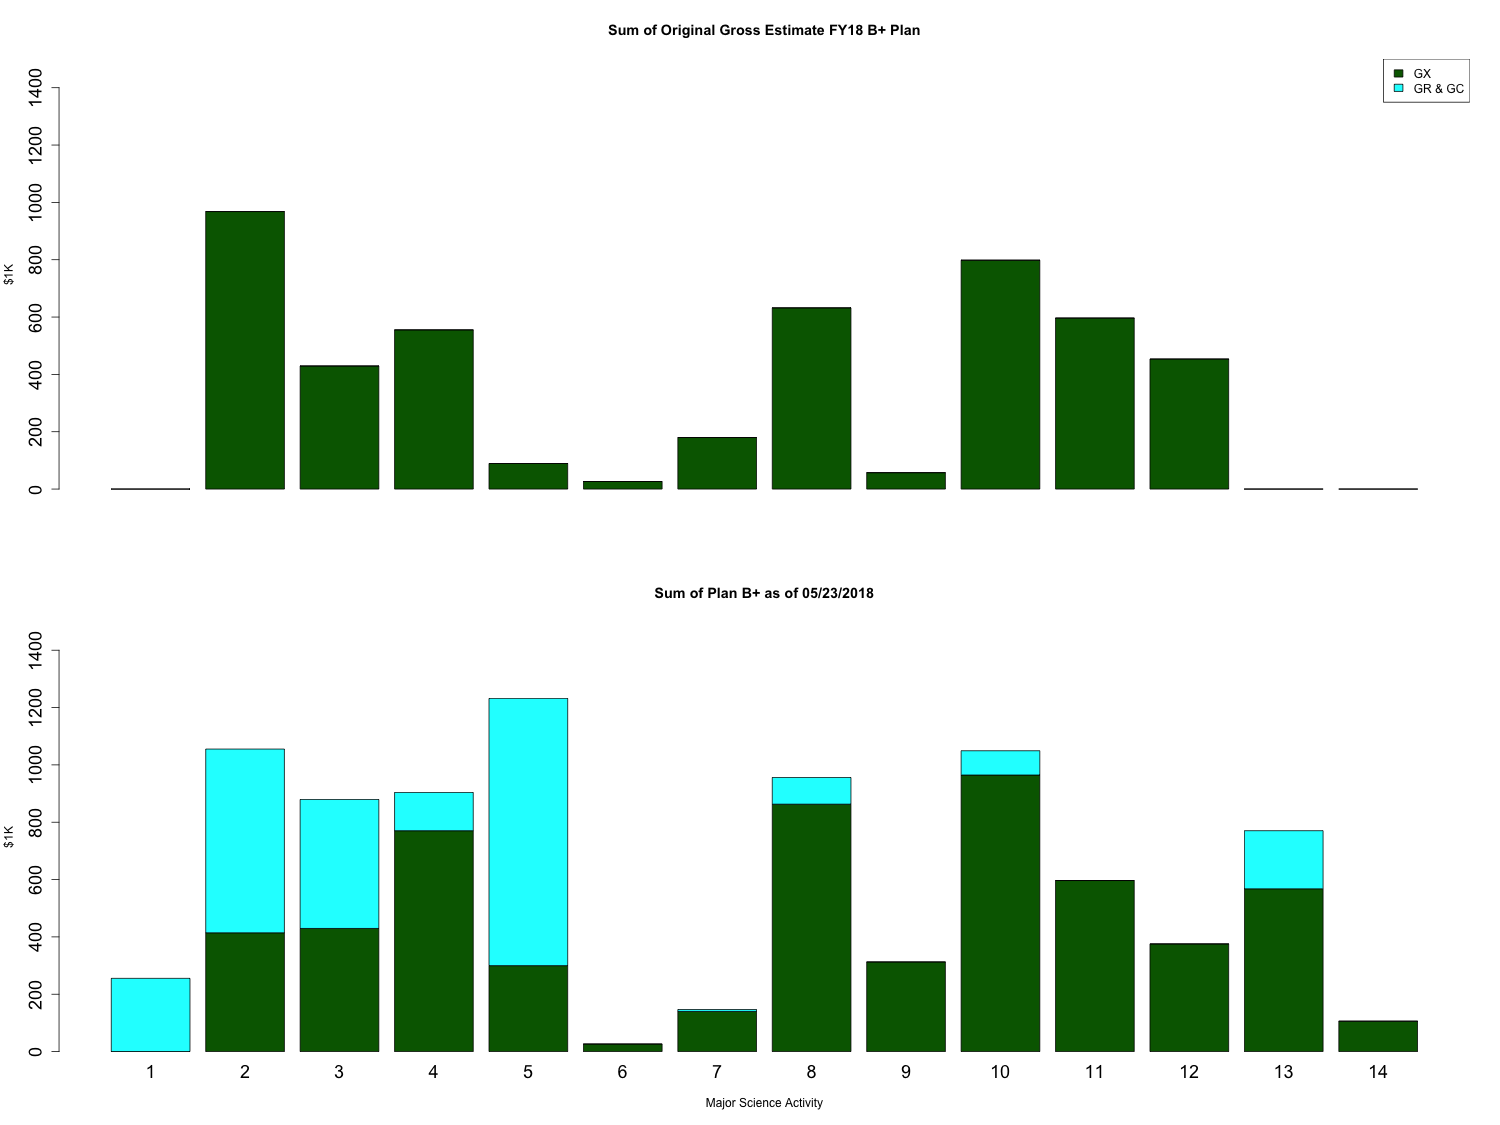 Sum of Original Gross Estimate FY18 B+ Plan
GX
GR & GC
1400
1200
1000
800
600
400
200
0
$1K
Sum of Plan B+ as of 05/23/2018
1400
1200
1000
800
600
400
200
0
$1K
1 2 3 4 5 6 7 8 9 10 11 12 13 14
Major Science Activity